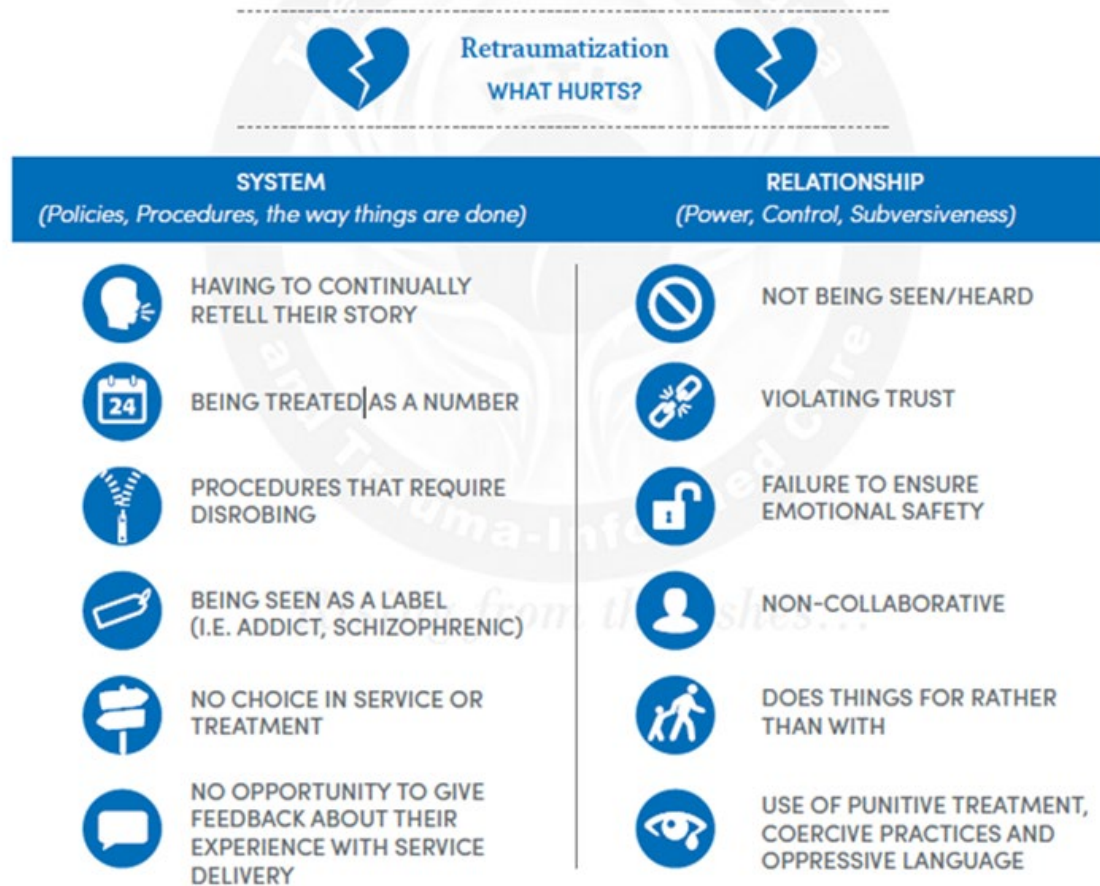 Retraumatization
WHAT HURTS?
SYSTEM
(Policies, Procedures, the way things are done)
HAVING TO CONTINUALLY
RETELL THEIR STORY
24
BEING TREATED AS A NUMBER
PROCEDURES THAT REQUIRE
DISROBING
BEING SEEN AS A LABEL
(I.E. ADDICT, SCHIZOPHRENIC)
NO CHOICE IN SERVICE OR
TREATMENT
NO OPPORTUNITY TO GIVE
FEEDBACK ABOUT THEIR
EXPERIENCE WITH SERVICE
DELIVERY
RELATIONSHIP
(Power, Control, Subversiveness)
NOT BEING SEEN/HEARD
VIOLATING TRUST
FAILURE TO ENSURE
EMOTIONAL SAFETY
NON-COLLABORATIVE
DOES THINGS FOR RATHER
THAN WITH
USE OF PUNITIVE TREATMENT,
COERCIVE PRACTICES AND
OPPRESSIVE LANGUAGE
and Trauma-Informed Care